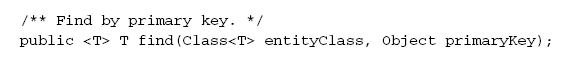 /** Find by primary key. */
public <T> T find(Class<T> entityClass, Object primaryKey);